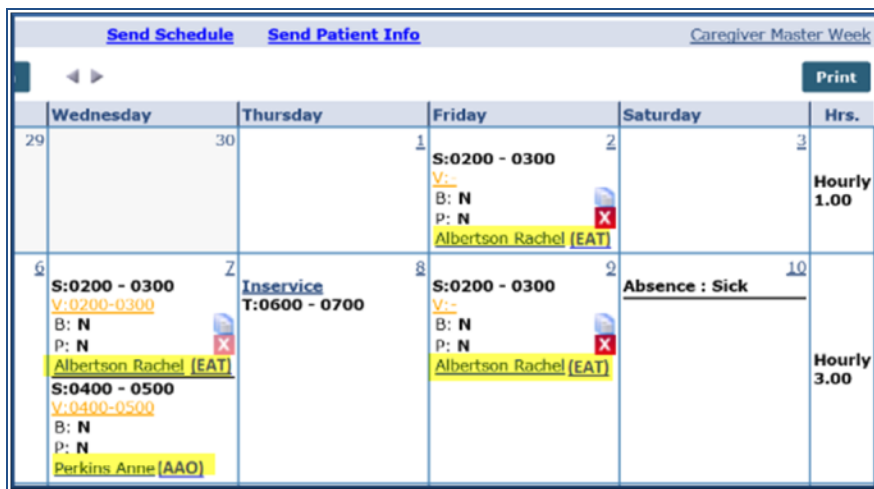 Send Schedule Send Patient Info Caregiver Master Week
Print
Wednesday Thursday Friday Saturday Hrs.
29 30 1 2 3
S:0200 - 0300
V:-
B: N
P: N X
Albertson Rachel (EAT)
Hourly
1.00
6 7 8 9 10
S:0200 - 0300
V:0200-0300
B: N
P: N X
Albertson Rachel (EAT)
S:0400 - 0500
V:0400-0500
B: N
P: N
Perkins Anne (AAO)
Inservice
T:0600 - 0700
S:0200 - 0300
V:-
B: N
P: N X
Albertson Rachel (EAT)
Absence : Sick
Hourly
3.00